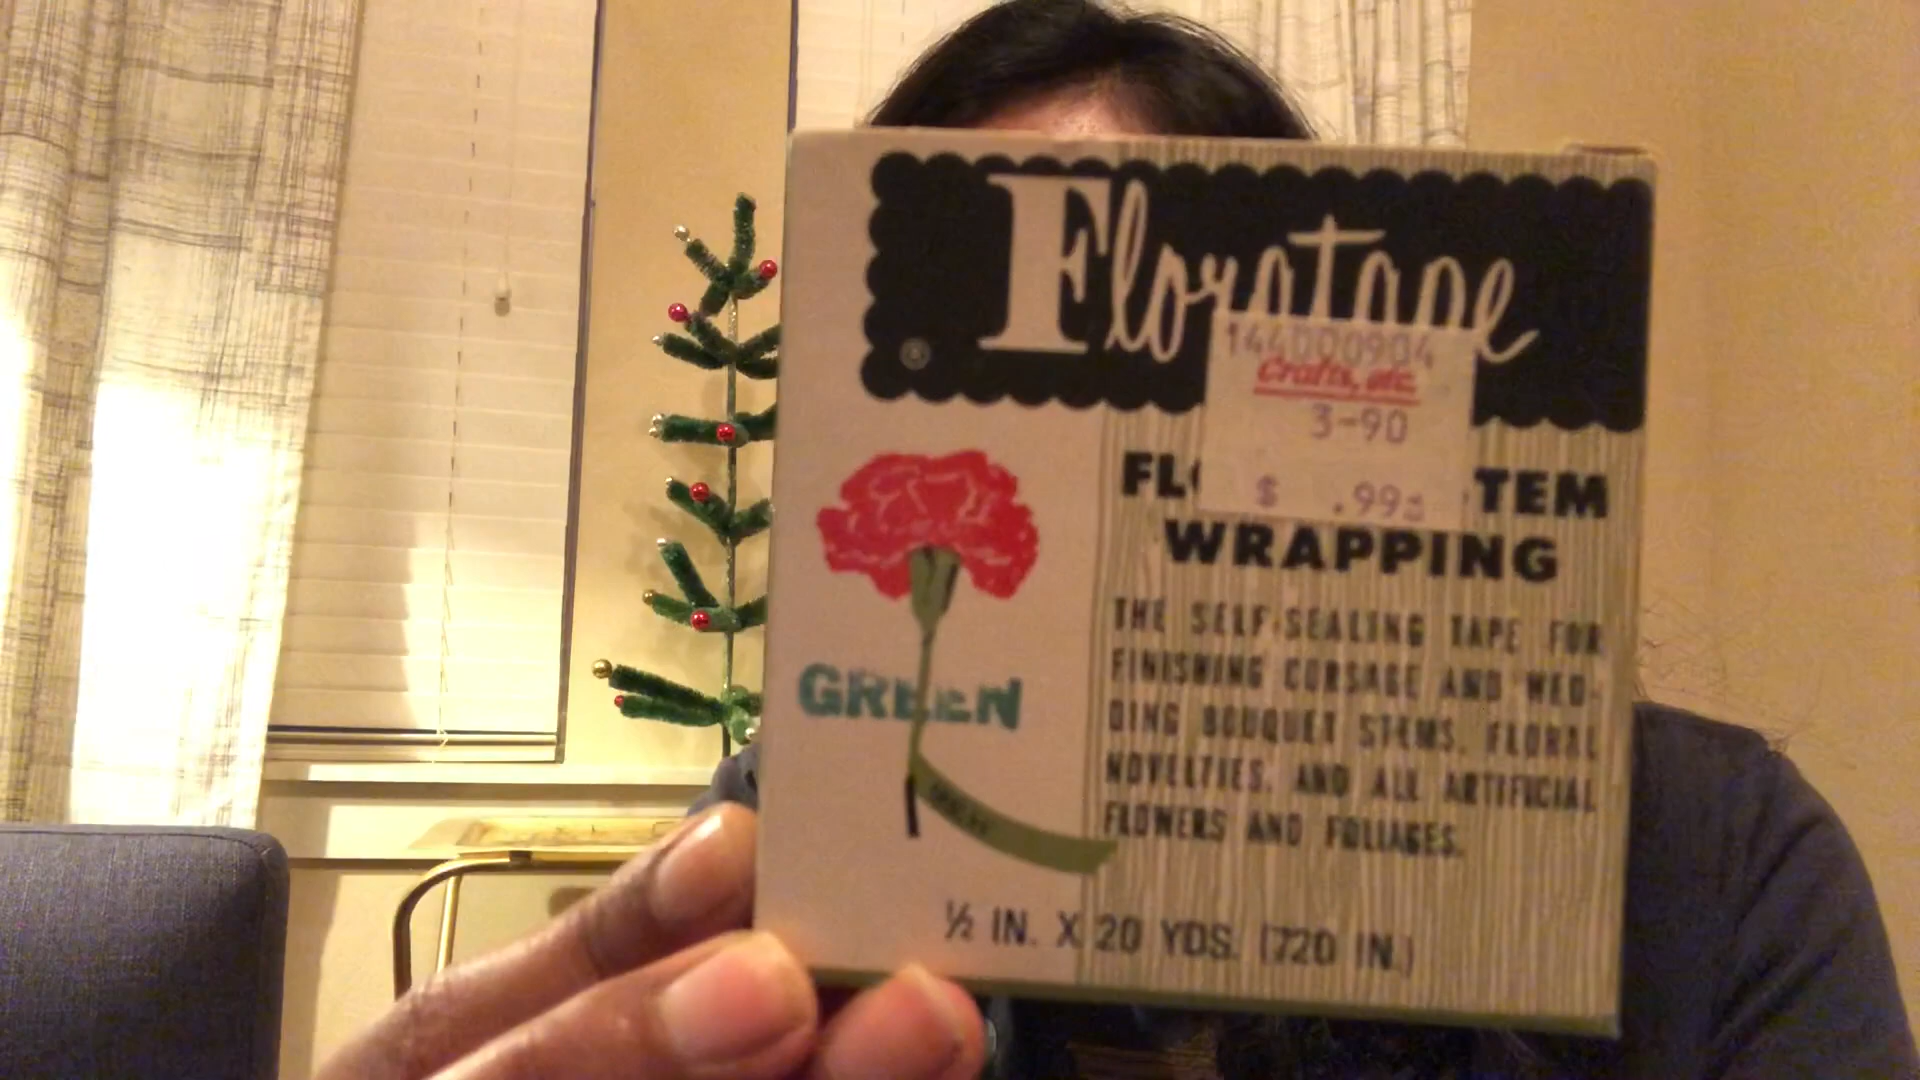 Floratape
®
144000904
Crafts, etc.
3-90
$ .99
FL TEM
WRAPPING
THE SELF-SEALING TAPE FOR
FINISHING CORSAGE AND WED-
DING BOUQUET STEMS, FLORAL
NOVELTIES, AND ALL ARTIFICIAL
FLOWERS AND FOLIAGES.
GREEN
½ IN. X 20 YDS. (720 IN.)